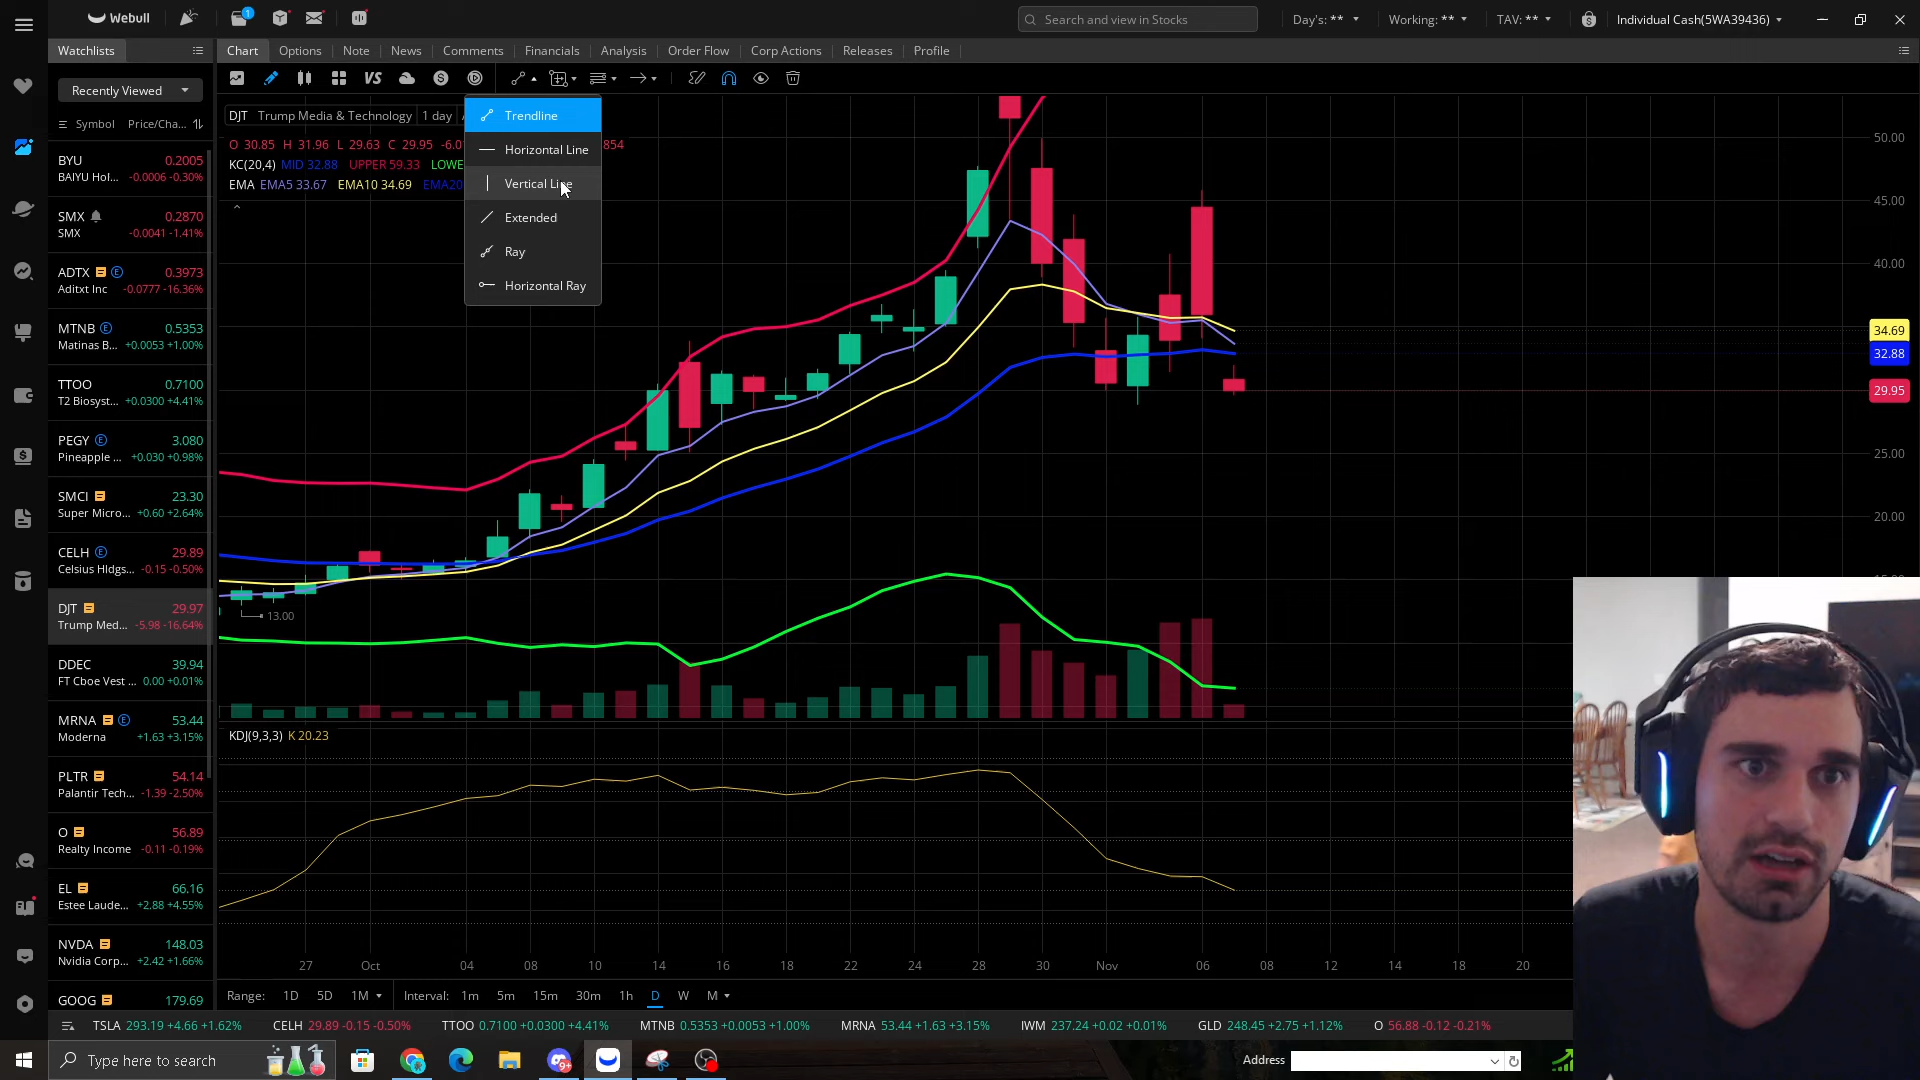 Webull
1
Search and view in Stocks
Day's: **
Working: **
TAV: **
Individual Cash(5WA39436)
Watchlists
Chart
Options
Note
News
Comments
Financials
Analysis
Order Flow
Corp Actions
Releases
Profile
Recently Viewed
VS
S
Symbol
Price/Cha...
DJT Trump Media & Technology 1 day
O 30.85 H 31.96 L 29.63 C 29.95 -6.0
854
KC(20,4) MID 32.88 UPPER 59.33 LOWE
EMA EMA5 33.67 EMA10 34.69 EMA20
Trendline
Horizontal Line
Vertical Line
Extended
Ray
Horizontal Ray
BYU 0.2005
BAIYU Hol... -0.0006 -0.30%
SMX 0.2870
SMX -0.0041 -1.41%
ADTX E 0.3973
Aditxt Inc -0.0777 -16.36%
MTNB E 0.5353
Matinas B... +0.0053 +1.00%
TTOO 0.7100
T2 Biosyst... +0.0300 +4.41%
PEGY E 3.080
Pineapple ... +0.030 +0.98%
SMCI 23.30
Super Micro... +0.60 +2.64%
CELH E 29.89
Celsius Hldgs... -0.15 -0.50%
DJT 29.97
Trump Med... -5.98 -16.64%
DDEC 39.94
FT Cboe Vest ... 0.00 +0.01%
MRNA E 53.44
Moderna +1.63 +3.15%
PLTR 54.14
Palantir Tech... -1.39 -2.50%
O 56.89
Realty Income -0.11 -0.19%
EL 66.16
Estee Laude... +2.88 +4.55%
NVDA 148.03
Nvidia Corp... +2.42 +1.66%
GOOG 179.69
50.00
45.00
40.00
34.69
32.88
29.95
25.00
20.00
13.00
KDJ(9,3,3) K 20.23
27 Oct 04 08 10 14 16 18 22 24 28 30 Nov 06 08 12 14 18 20
Range: 1D 5D 1M Interval: 1m 5m 15m 30m 1h D W M
TSLA 293.19 +4.66 +1.62%
CELH 29.89 -0.15 -0.50%
TTOO 0.7100 +0.0300 +4.41%
MTNB 0.5353 +0.0053 +1.00%
MRNA 53.44 +1.63 +3.15%
IWM 237.24 +0.02 +0.01%
GLD 248.45 +2.75 +1.12%
O 56.88 -0.12 -0.21%
Type here to search
9+
Address